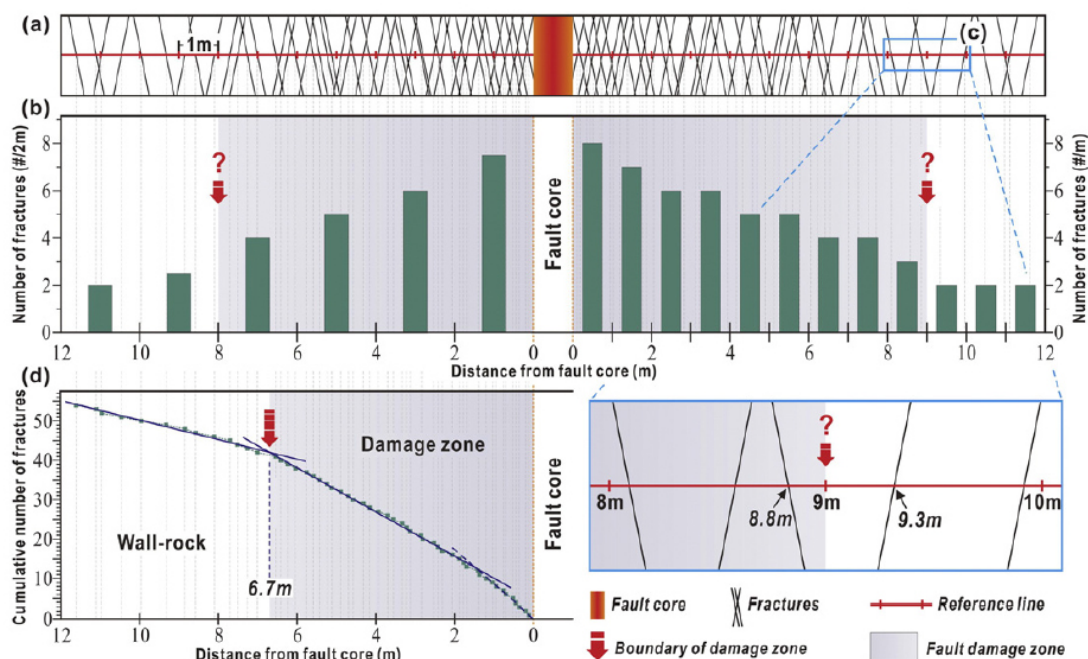 (a)
1m
(c)
(b)
Number of fractures (#/2m)
8
6
4
2
0
?
Fault core
?
8
6
4
2
0
Number of fractures (#/m)
12 10 8 6 4 2 0 0 2 4 6 8 10 12
Distance from fault core (m)
(d)
Cumulative number of fractures
50
40
30
20
10
0
Damage zone
Wall-rock
6.7m
Fault core
12 10 8 6 4 2 0
Distance from fault core (m)
?
8m 9m 10m
8.8m 9.3m
Fault core Fractures Reference line
Boundary of damage zone Fault damage zone